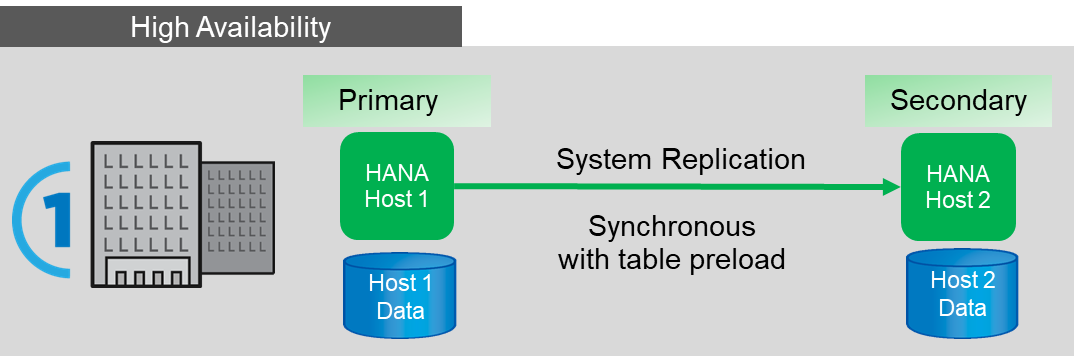 High Availability
Primary
Secondary
1
HANA
Host 1
System Replication
HANA
Host 2
Synchronous
with table preload
Host 1
Data
Host 2
Data